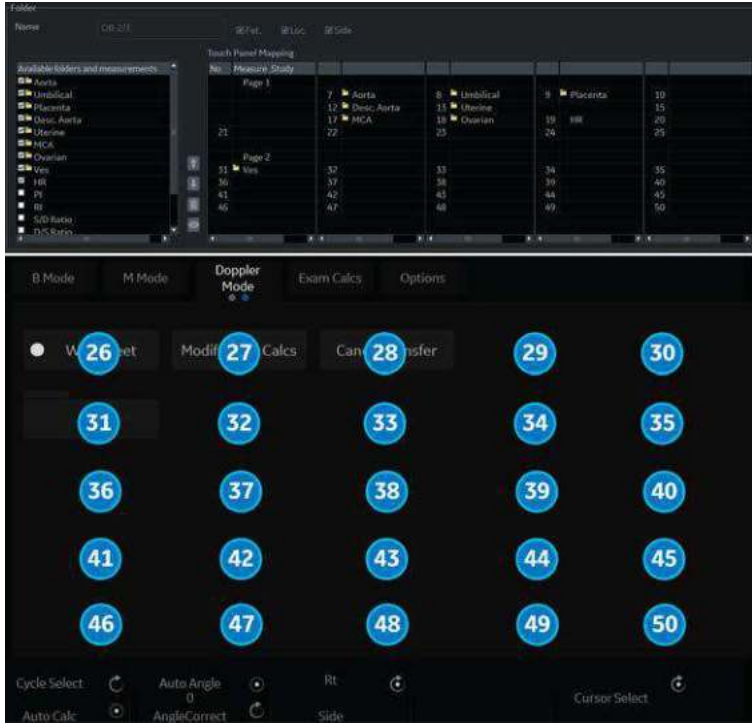 Folder
Name OB-2/3 Fet. Loc. Side
Touch Panel Mapping
Available folders and measurements No Measure Study
Aorta Page 1
Umbilical 7 Aorta 8 Umbilical 9 Placenta 10
Placenta 12 Desc. Aorta 13 Uterine 15
Desc. Aorta 17 MCA 18 Ovarian 19 HR 20
Uterine 21 22 23 24 25
MCA
Ovarian Page 2
Ves 31 Ves 32 33 34 35
HR 36 37 38 39 40
PI 41 42 43 44 45
RI 46 47 48 49 50
S/D Ratio
D/S Ratio
B Mode M Mode Doppler Mode Exam Calcs Options
26 27 Calcs 28 29 30
31 32 33 34 35
36 37 38 39 40
41 42 43 44 45
46 47 48 49 50
Cycle Select Auto Angle Rt
0 Cursor Select
Auto Calc AngleCorrect Side